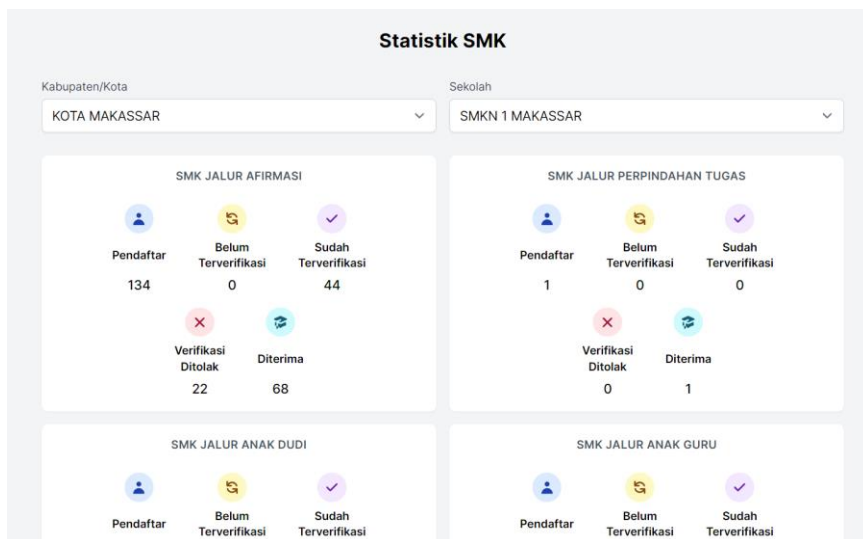 Statistik SMK
Kabupaten/Kota
KOTA MAKASSAR
Sekolah
SMKN 1 MAKASSAR
SMK JALUR AFIRMASI
Pendaftar
Belum
Terverifikasi
Sudah
Terverifikasi
134
0
44
Verifikasi
Ditolak
Diterima
22
68
SMK JALUR PERPINDAHAN TUGAS
Pendaftar
Belum
Terverifikasi
Sudah
Terverifikasi
1
0
0
Verifikasi
Ditolak
Diterima
0
1
SMK JALUR ANAK DUDI
Pendaftar
Belum
Terverifikasi
Sudah
Terverifikasi
SMK JALUR ANAK GURU
Pendaftar
Belum
Terverifikasi
Sudah
Terverifikasi